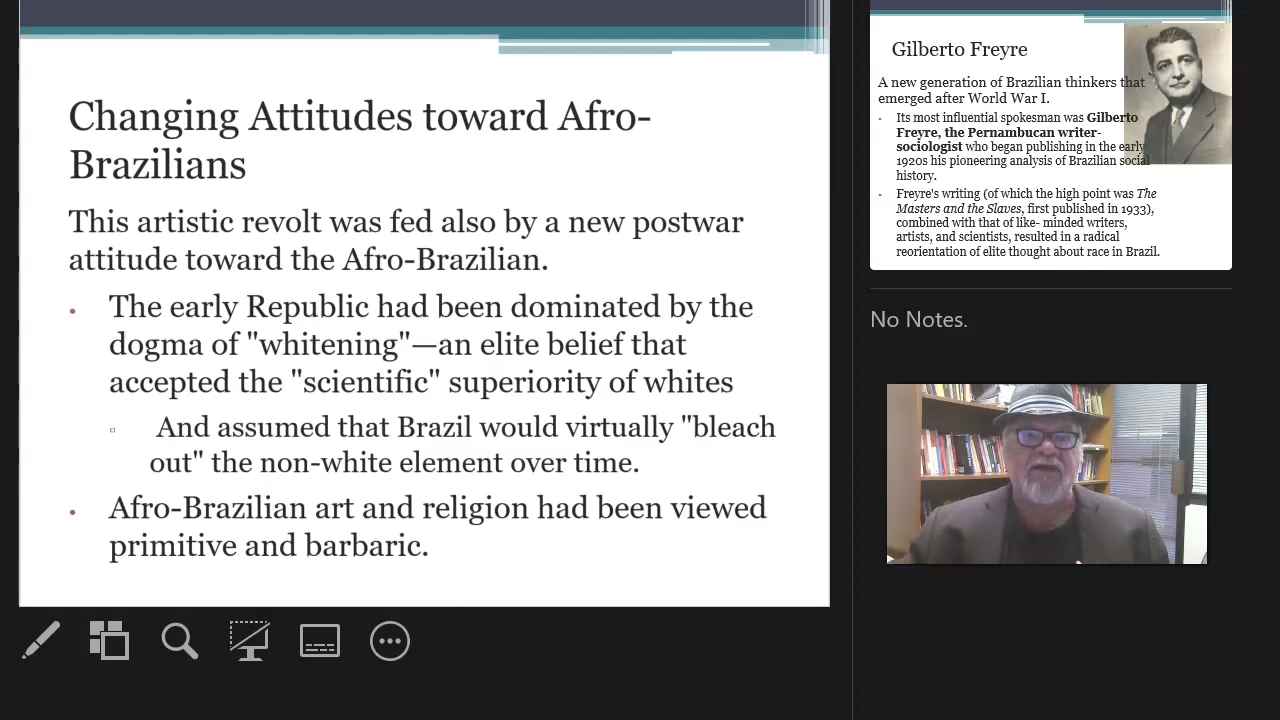 Changing Attitudes toward Afro-
Brazilians
This artistic revolt was fed also by a new postwar
attitude toward the Afro-Brazilian.
The early Republic had been dominated by the
dogma of "whitening"—an elite belief that
accepted the "scientific" superiority of whites
And assumed that Brazil would virtually "bleach
out" the non-white element over time.
Afro-Brazilian art and religion had been viewed
primitive and barbaric.
Gilberto Freyre
A new generation of Brazilian thinkers that
emerged after World War I.
Its most influential spokesman was Gilberto
Freyre, the Pernambucan writer-
sociologist who began publishing in the early
1920s his pioneering analysis of Brazilian social
history.
Freyre's writing (of which the high point was The
Masters and the Slaves, first published in 1933),
combined with that of like- minded writers,
artists, and scientists, resulted in a radical
reorientation of elite thought about race in Brazil.
No Notes.